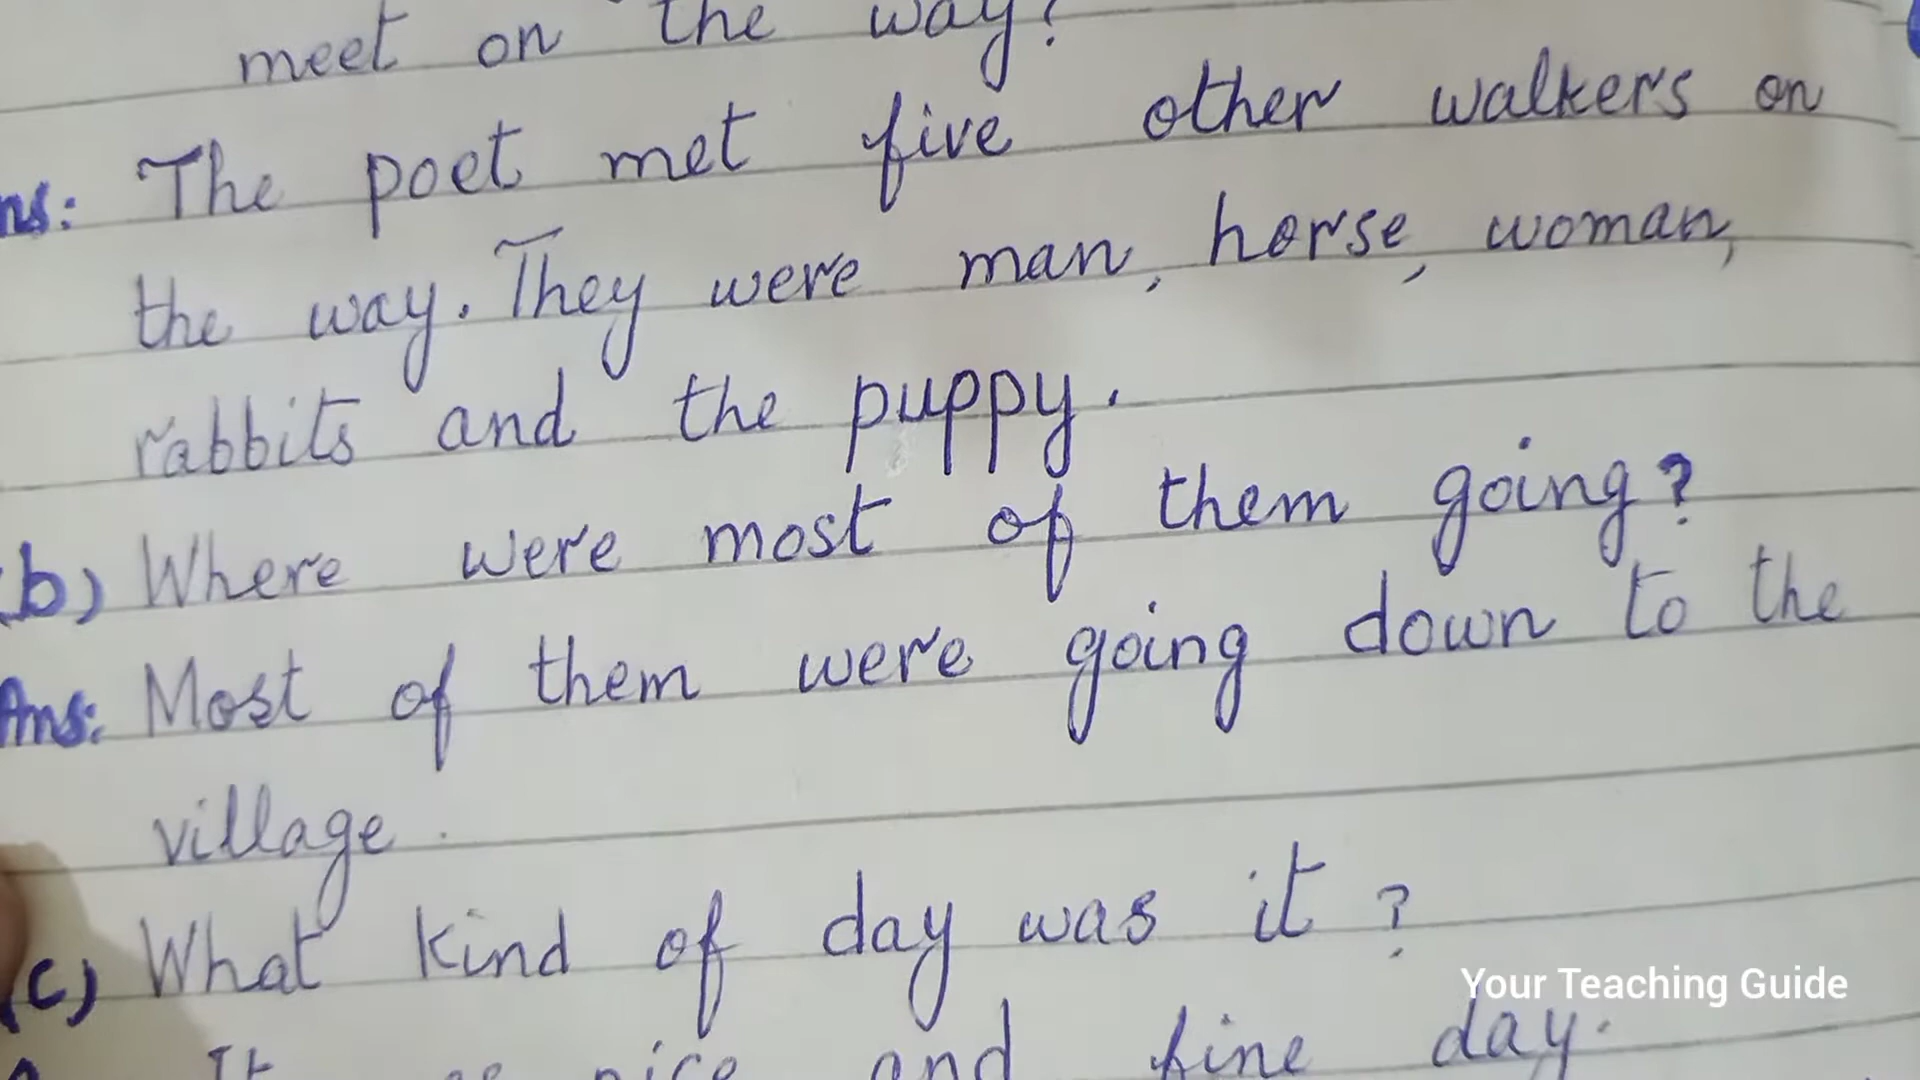 meet on the way?
ns: The poet met five other walkers on
the way. They were man, horse, woman,
rabbits and the puppy.
(b) Where were most of them going?
Ans: Most of them were going down to the
village.
(c) What kind of day was it?
Your Teaching Guide
It nice and fine day.